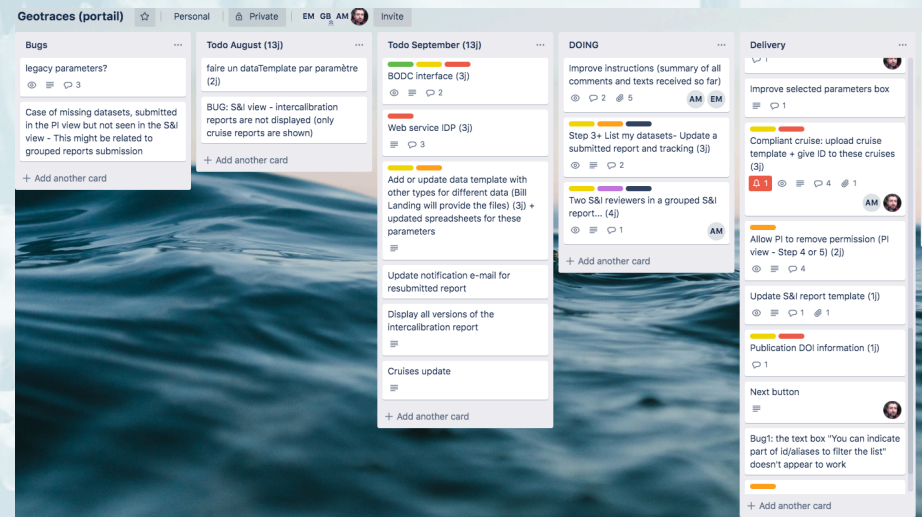 Geotraces (portail)
Personal
Private
EM GB AM
Invite
Bugs
legacy parameters?
3
Case of missing datasets, submitted
in the PI view but not seen in the S&I
view - This might be related to
grouped reports submission
+ Add another card
Todo August (13j)
faire un dataTemplate par paramètre
(2j)
BUG: S&I view - intercalibration
reports are not displayed (only
cruise reports are shown)
+ Add another card
Todo September (13j)
BODC interface (3j)
2
Web service IDP (3j)
3
Add or update data template with
other types for different data (Bill
Landing will provide the files) (3j) +
updated spreadsheets for these
parameters
Update notification e-mail for
resubmitted report
Display all versions of the
intercalibration report
Cruises update
+ Add another card
DOING
Improve instructions (summary of all
comments and texts received so far)
2 5
AM EM
Step 3+ List my datasets- Update a
submitted report and tracking (3j)
2
Two S&I reviewers in a grouped S&I
report... (4j)
1
AM
+ Add another card
Delivery
1
Improve selected parameters box
1
Compliant cruise: upload cruise
template + give ID to these cruises
(3j)
1 4 1
AM
Allow PI to remove permission (PI
view - Step 4 or 5) (2j)
4
Update S&I report template (1j)
1 1
Publication DOI information (1j)
1
Next button
Bug1: the text box "You can indicate
part of id/aliases to filter the list"
doesn't appear to work
+ Add another card